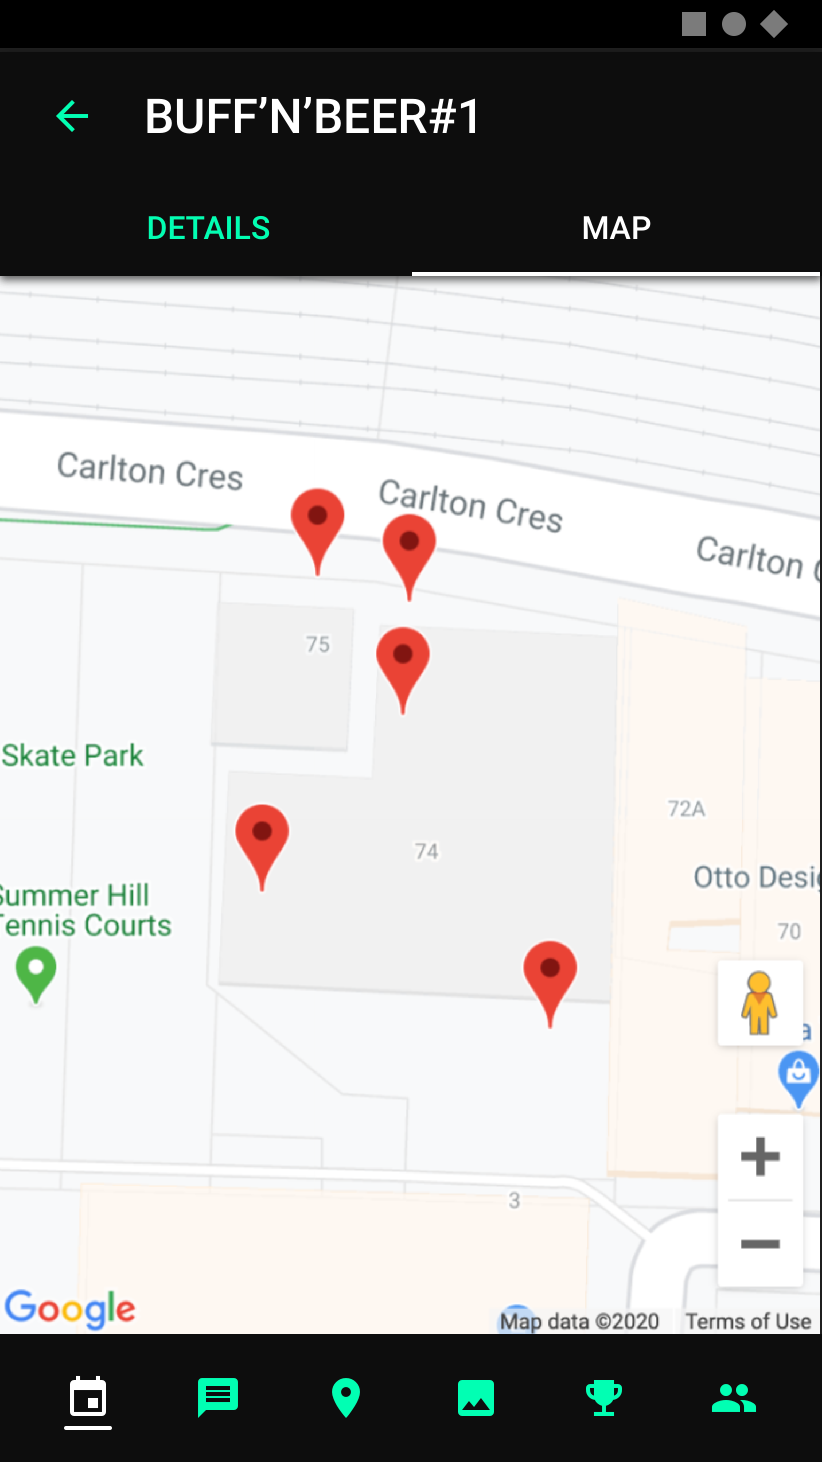 BUFF’N’BEER#1
DETAILS
MAP
Carlton Cres
Carlton Cres
Carlton
75
Skate Park
72A
74
Otto Desig
Summer Hill
Tennis Courts
70
a
3
Google
Map data ©2020
Terms of Use